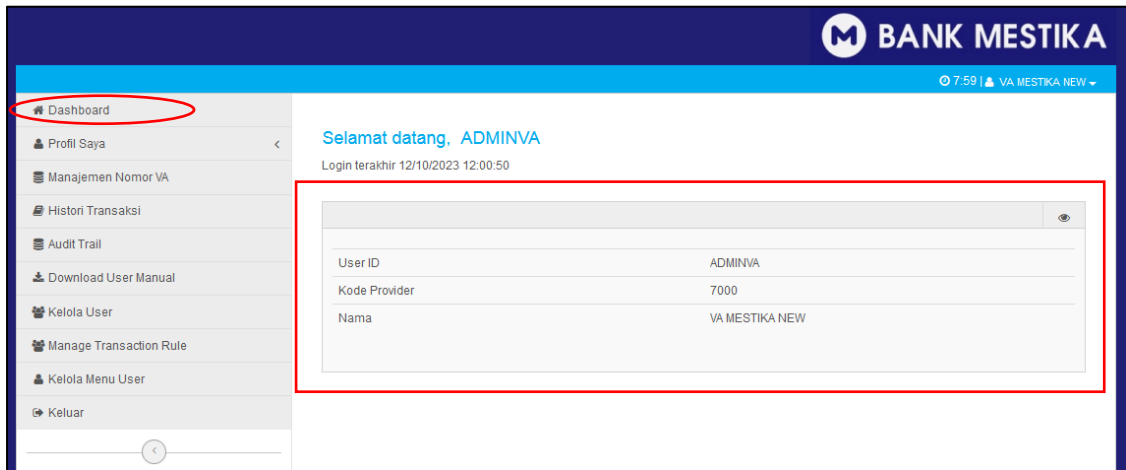 M BANK MESTIKA
7:59 | VA MESTIKA NEW
Dashboard
Profil Saya
Manajemen Nomor VA
Histori Transaksi
Audit Trail
Download User Manual
Kelola User
Manage Transaction Rule
Kelola Menu User
Keluar
Selamat datang, ADMINVA
Login terakhir 12/10/2023 12:00:50
User ID ADMINVA
Kode Provider 7000
Nama VA MESTIKA NEW